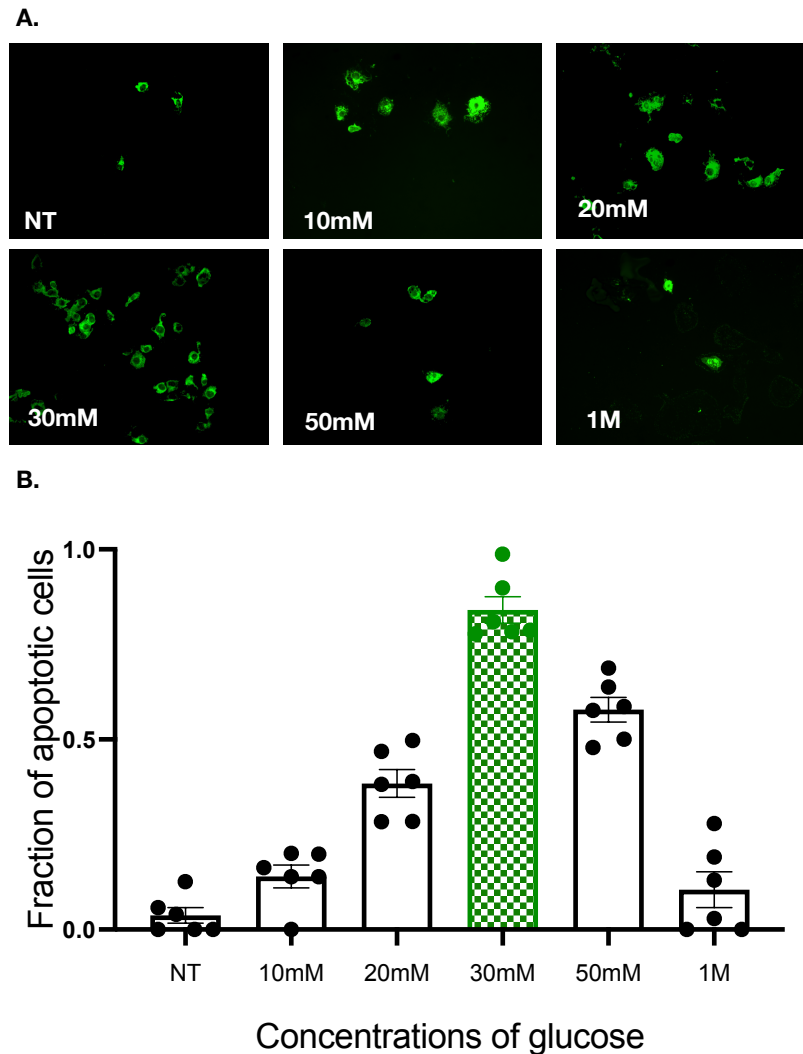 A.
NT
10mM
20mM
30mM
50mM
1M
B.
Fraction of apoptotic cells
1.0
0.5
0.0
NT 10mM 20mM 30mM 50mM 1M
Concentrations of glucose